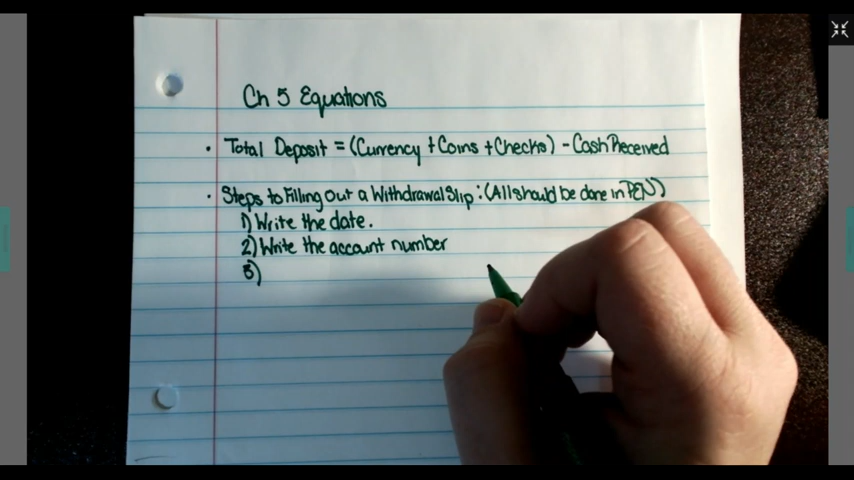 Ch 5 Equations
• Total Deposit = (Currency + Coins + Checks) - Cash Received
• Steps to Filling Out a Withdrawal Slip: (All should be done in PEN)
1) Write the date.
2) Write the account number
3)